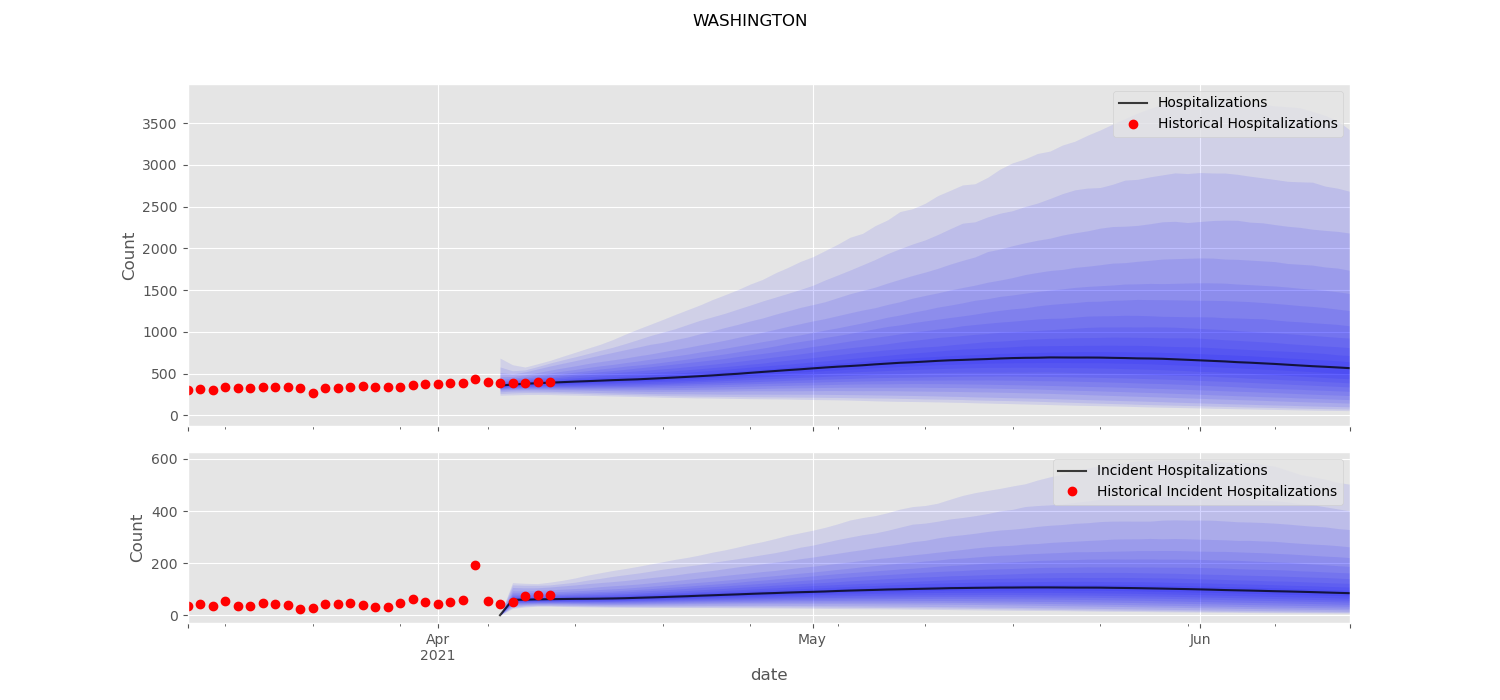 WASHINGTON
Hospitalizations
Historical Hospitalizations
3500
3000
2500
2000
1500
1000
500
0
Count
Incident Hospitalizations
Historical Incident Hospitalizations
600
400
200
0
Count
Apr
2021
May
Jun
date